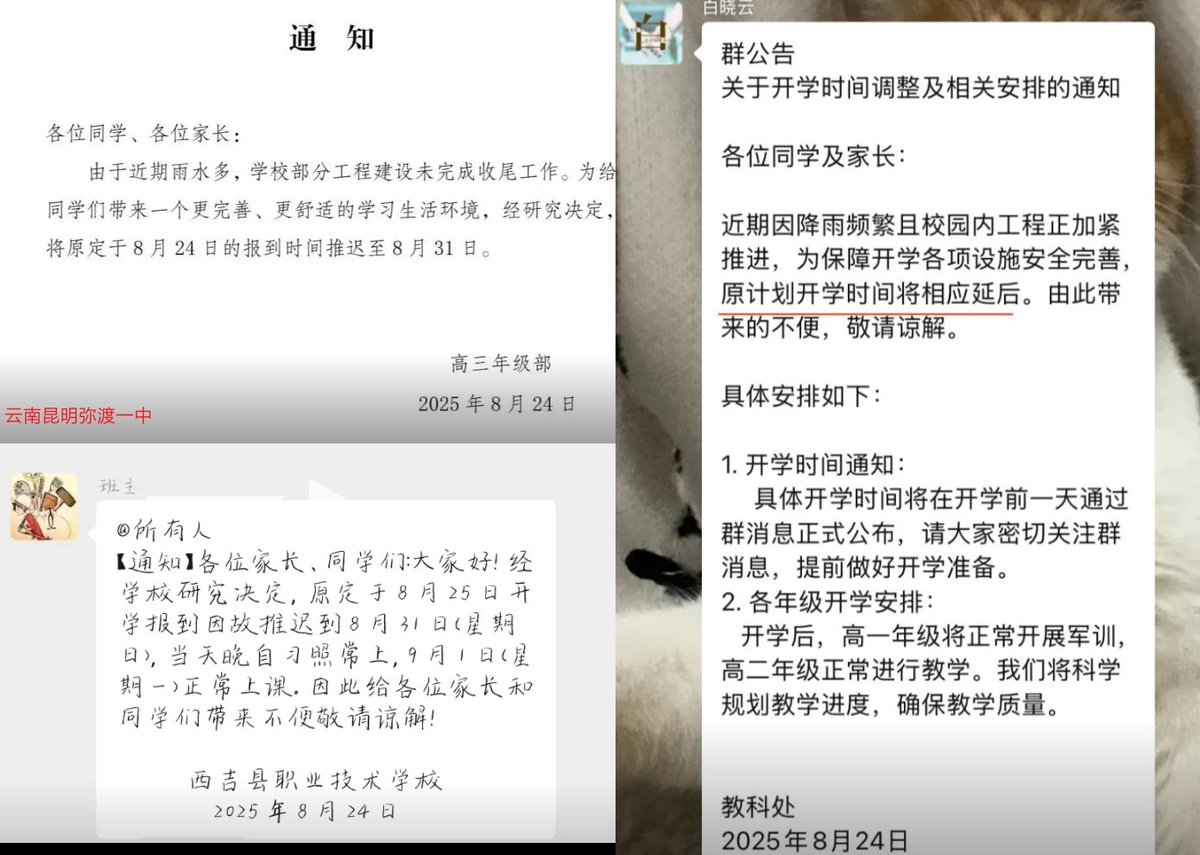 通 知
各位同学、各位家长:
由于近期雨水多,学校部分工程建设未完成收尾工作。为给
同学们带来一个更完善、更舒适的学习生活环境,经研究决定,
将原定于8月24日的报到时间推迟至8月31日。
高三年级部
2025年8月24日
云南昆明弥渡一中
班主
@所有人
【通知】各位家长、同学们:大家好!经
学校研究决定,原定于8月25日开
学报到因故推迟到8月31日(星期
日),当天晚自习照常上,9月1日(星
期一)正常上课。因此给各位家长和
同学们带来不便敬请谅解!
西吉县职业技术学校
2025年8月24日
白晓云
白
群公告
关于开学时间调整及相关安排的通知
各位同学及家长:
近期因降雨频繁且校园内工程正加紧
推进,为保障开学各项设施安全完善,
原计划开学时间将相应延后。由此带
来的不便,敬请谅解。
具体安排如下:
1. 开学时间通知:
具体开学时间将在开学前一天通过
群消息正式公布,请大家密切关注群
消息,提前做好开学准备。
2. 各年级开学安排:
开学后,高一年级将正常开展军训,
高二年级正常进行教学。我们将科学
规划教学进度,确保教学质量。
教科处
2025年8月24日